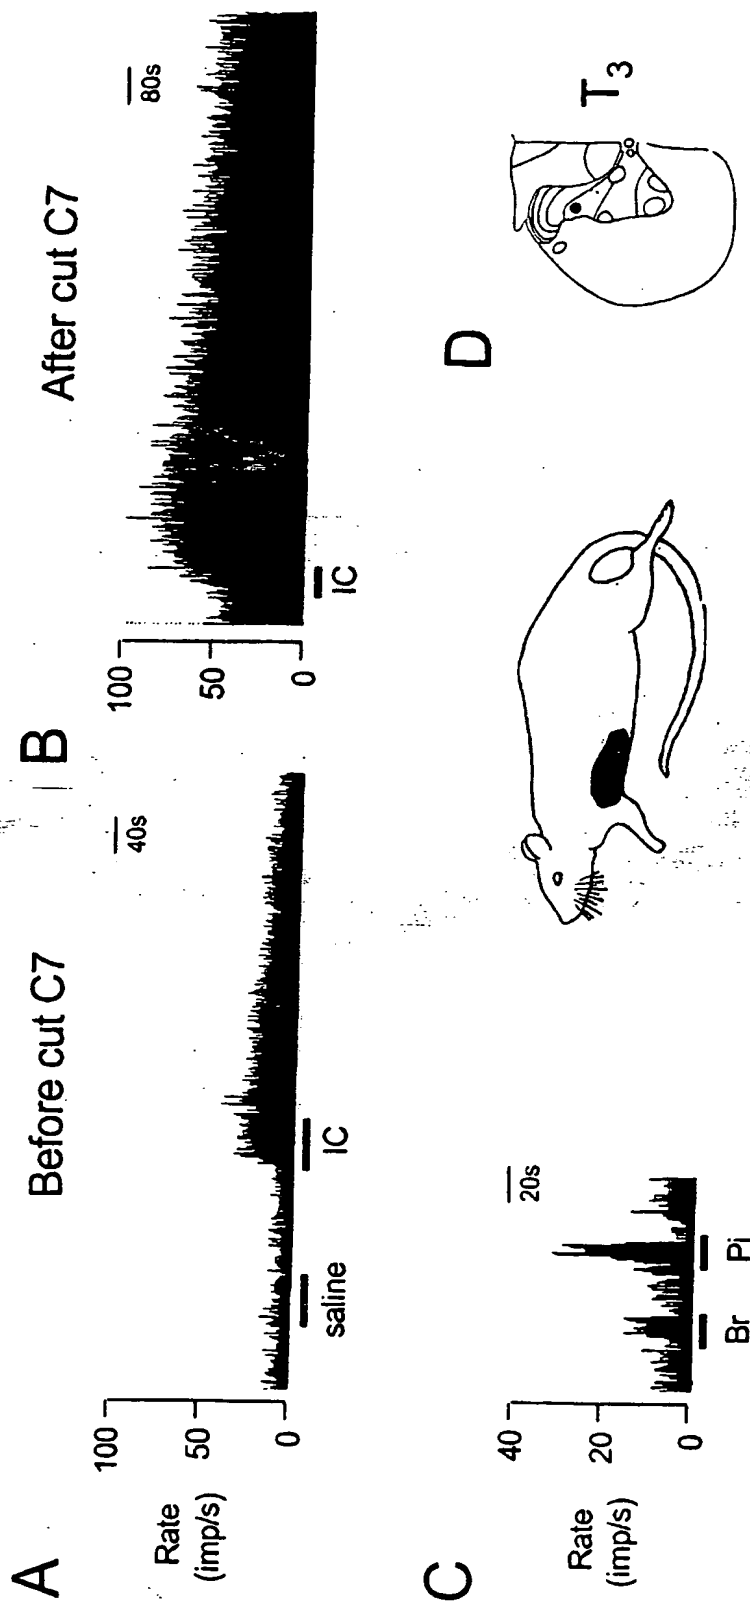 A
Before cut C7
Rate
(imp/s)
100
50
0
40s
saline
IC
B
After cut C7
100
50
0
80s
IC
C
Rate
(imp/s)
40
20
0
20s
Br
Pi
D
T3